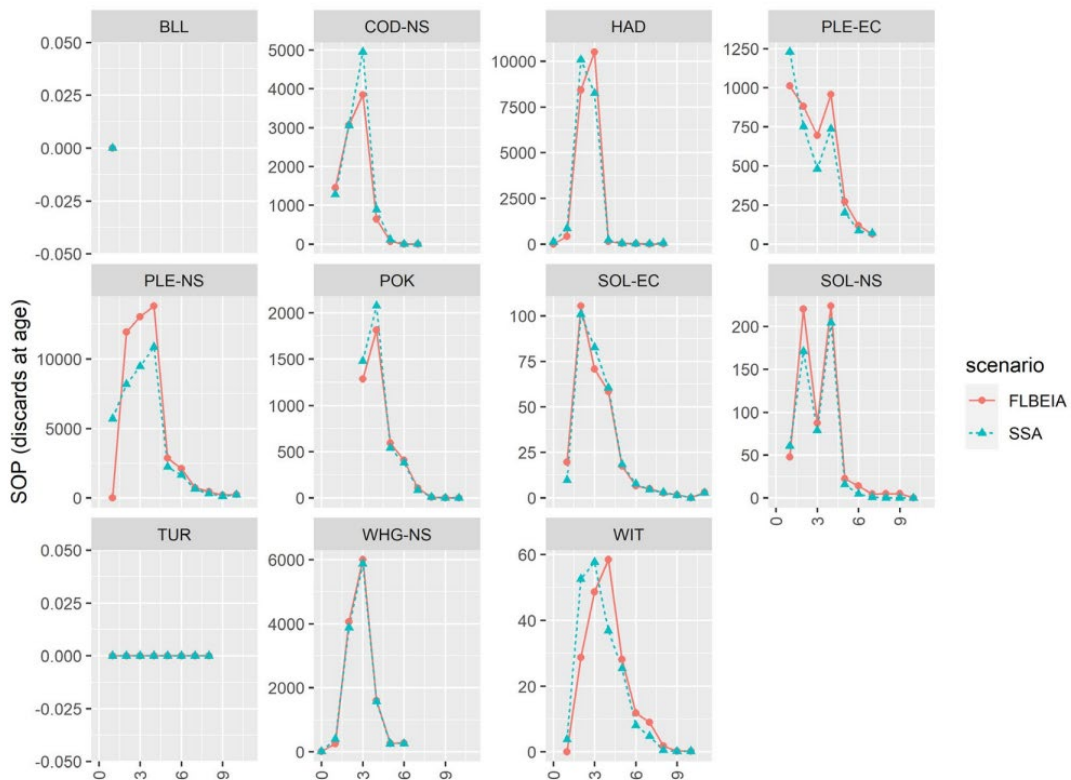 BLL COD-NS HAD PLE-EC
0.050 5000 10000 1250
0.025 4000 7500 1000
0.000 3000 5000 750
-0.025 2000 2500 500
-0.050 1000 0 250
0 0
PLE-NS POK SOL-EC SOL-NS
10000 2000 100 200
5000 1500 75 150
0 1000 50 100
500 25 50
0 0 0
0 3 6 9
TUR WHG-NS WIT
0.050 6000 60
0.025 4000 40
0.000 2000 20
-0.025 0 0
-0.050
0 3 6 9 0 3 6 9 0 3 6 9
SOP (discards at age)
scenario
FLBEIA
SSA